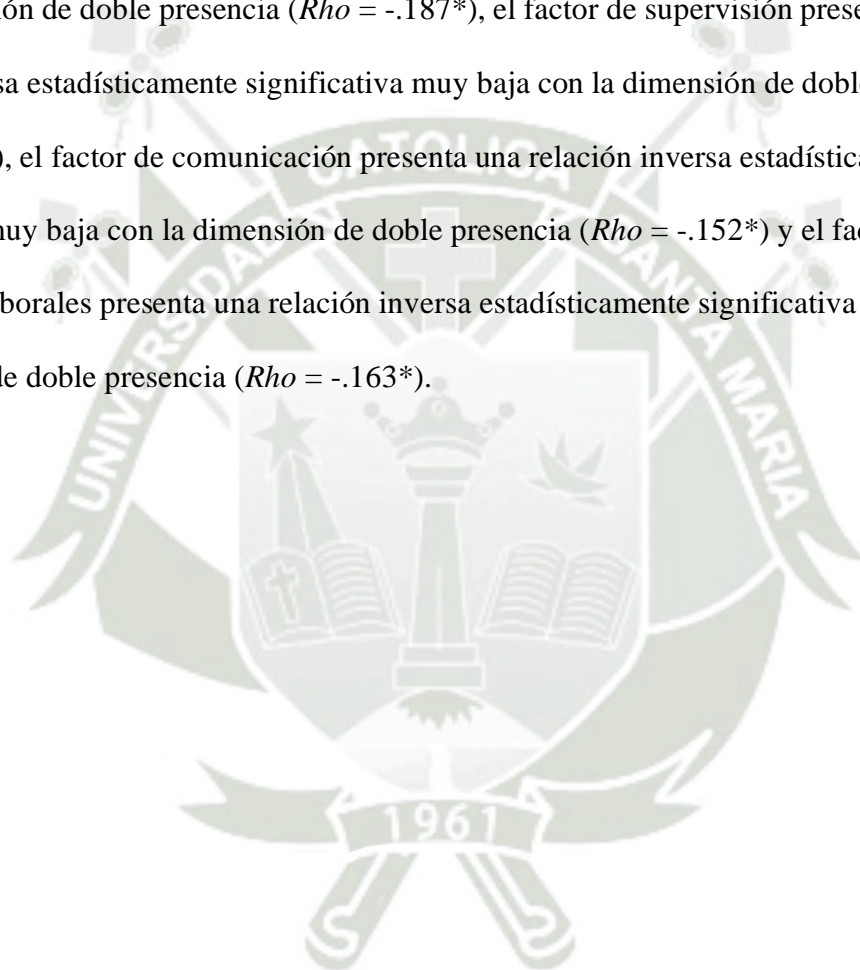 ón de doble presencia (Rho = -.187*), el factor de supervisión prese
sa estadísticamente significativa muy baja con la dimensión de doble
), el factor de comunicación presenta una relación inversa estadística
muy baja con la dimensión de doble presencia (Rho = -.152*) y el fac
borales presenta una relación inversa estadísticamente significativa
de doble presencia (Rho = -.163*).
UNIVERSIDAD CATOLICA SANTA MARIA
1961